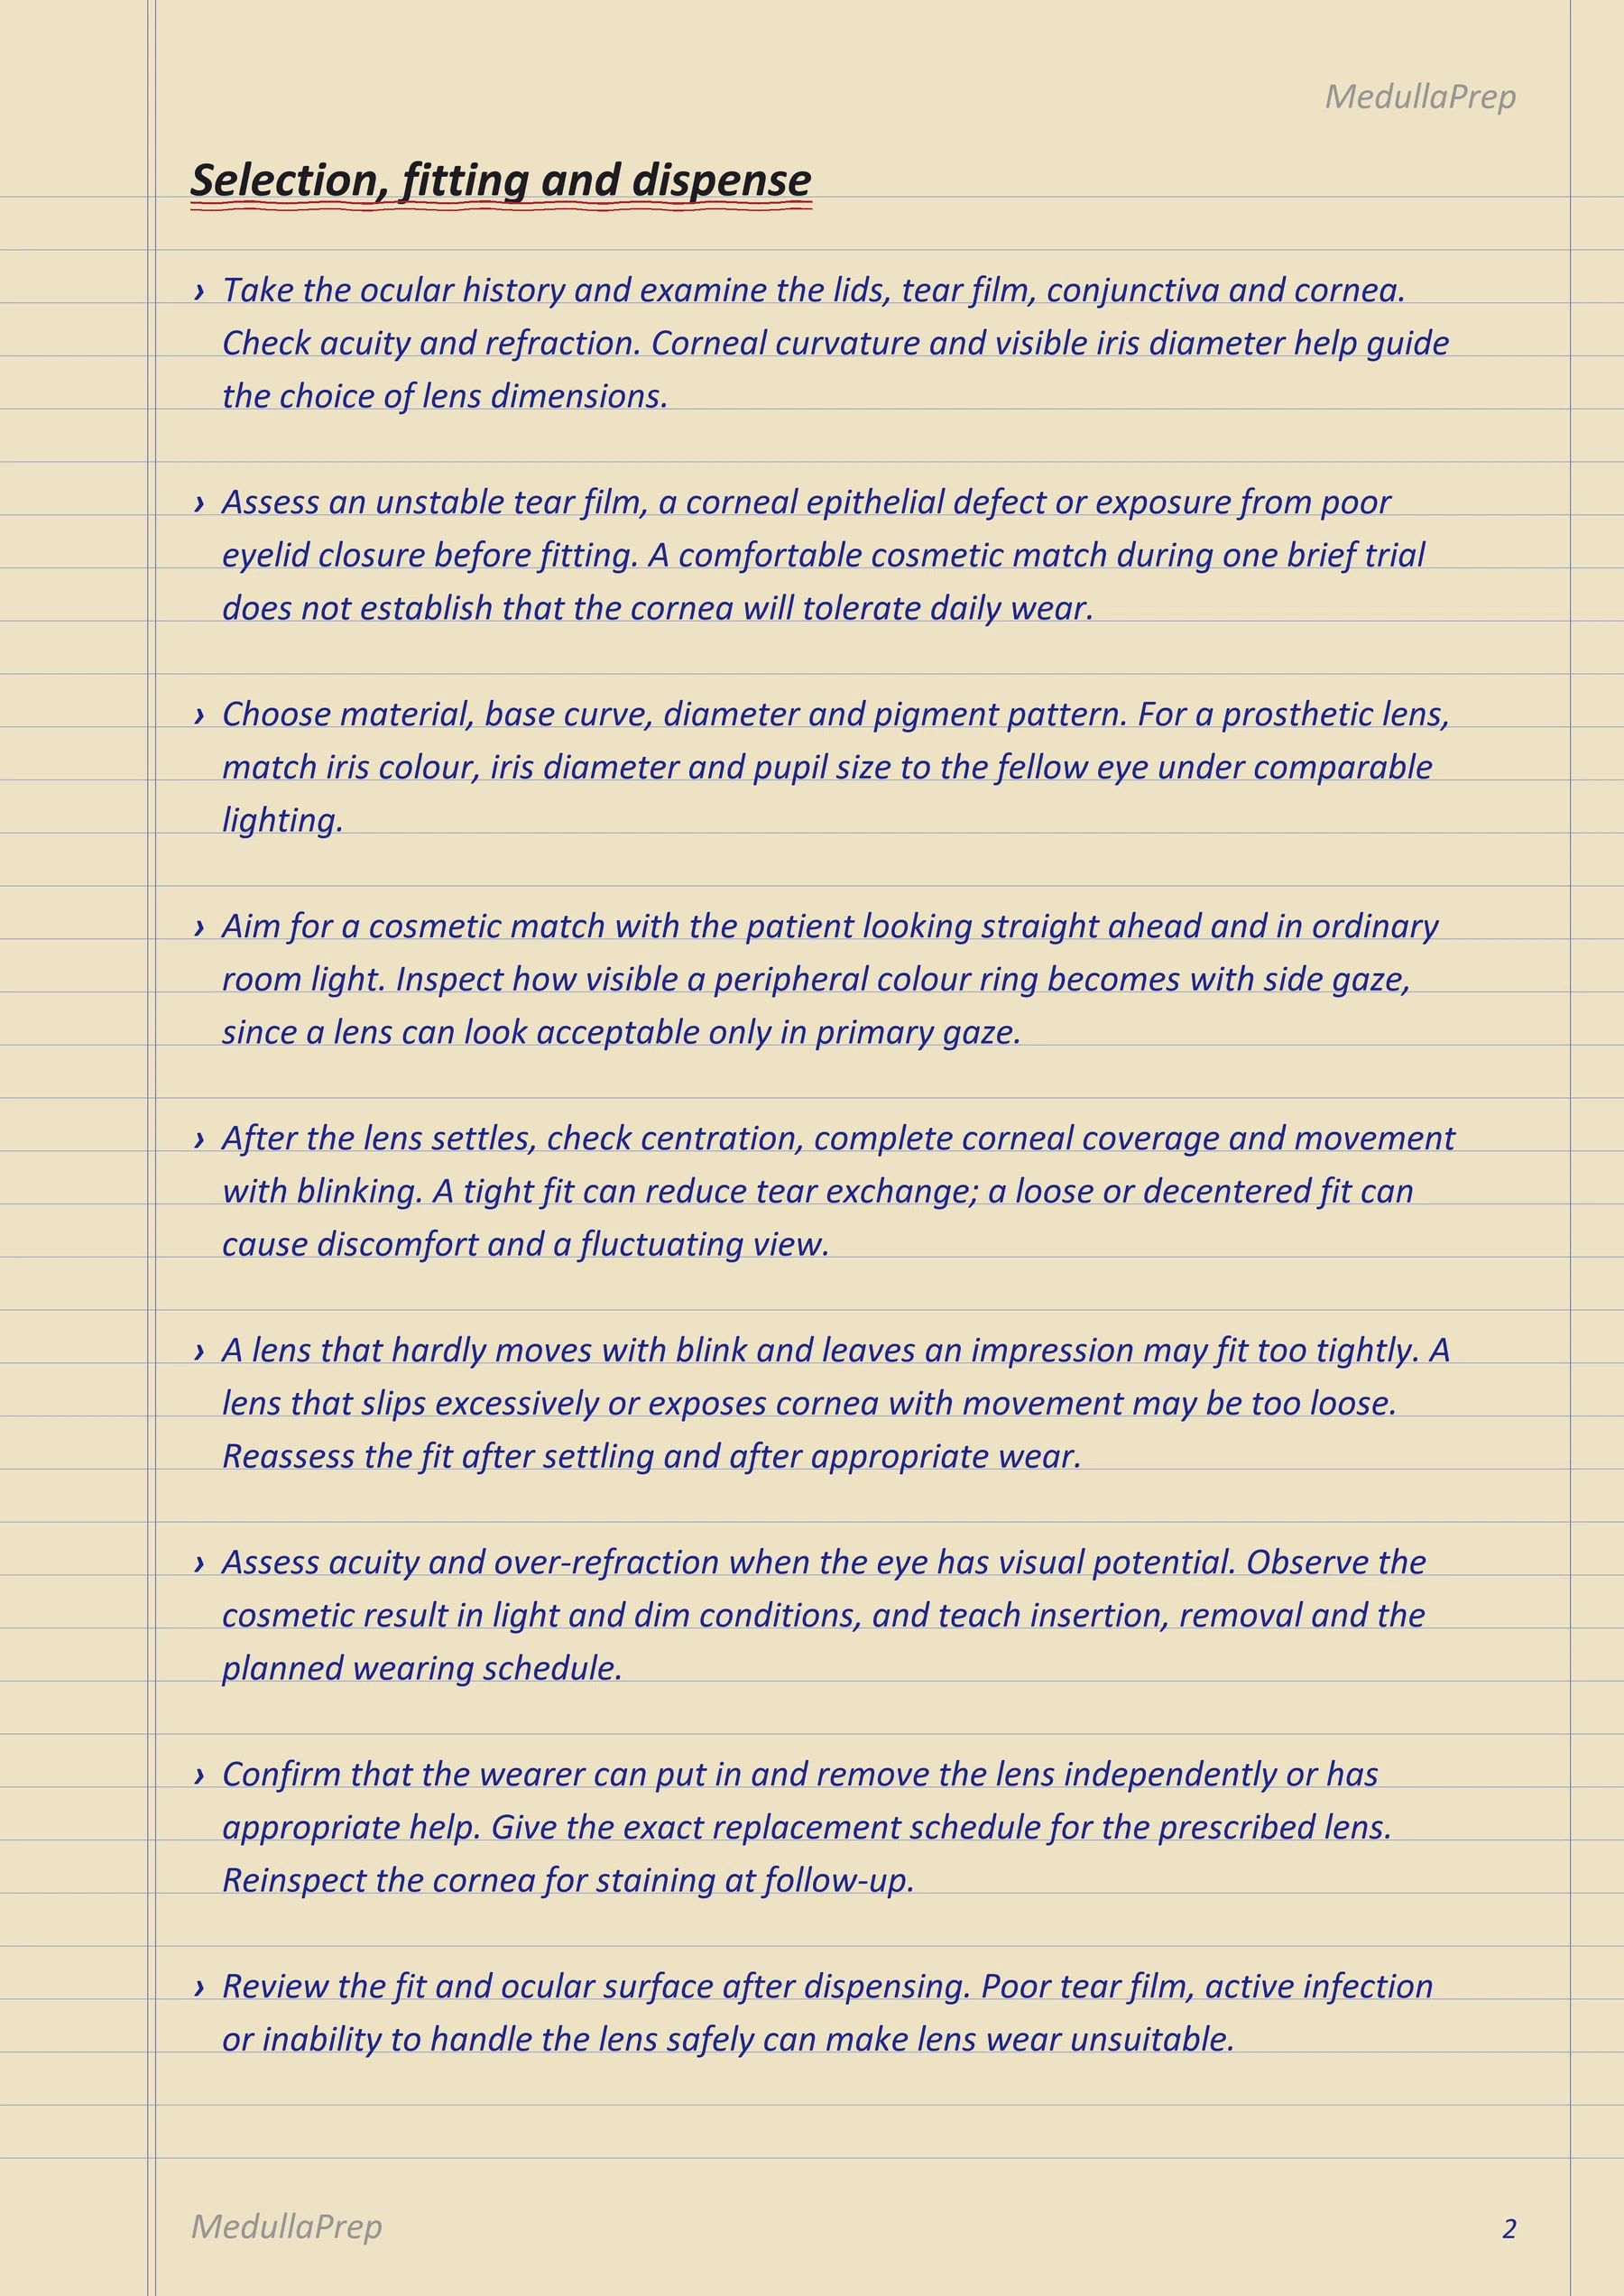 MedullaPrep
Selection, fitting and dispense
› Take the ocular history and examine the lids, tear film, conjunctiva and cornea.
Check acuity and refraction. Corneal curvature and visible iris diameter help guide
the choice of lens dimensions.
› Assess an unstable tear film, a corneal epithelial defect or exposure from poor
eyelid closure before fitting. A comfortable cosmetic match during one brief trial
does not establish that the cornea will tolerate daily wear.
› Choose material, base curve, diameter and pigment pattern. For a prosthetic lens,
match iris colour, iris diameter and pupil size to the fellow eye under comparable
lighting.
› Aim for a cosmetic match with the patient looking straight ahead and in ordinary
room light. Inspect how visible a peripheral colour ring becomes with side gaze,
since a lens can look acceptable only in primary gaze.
› After the lens settles, check centration, complete corneal coverage and movement
with blinking. A tight fit can reduce tear exchange; a loose or decentered fit can
cause discomfort and a fluctuating view.
› A lens that hardly moves with blink and leaves an impression may fit too tightly. A
lens that slips excessively or exposes cornea with movement may be too loose.
Reassess the fit after settling and after appropriate wear.
› Assess acuity and over-refraction when the eye has visual potential. Observe the
cosmetic result in light and dim conditions, and teach insertion, removal and the
planned wearing schedule.
› Confirm that the wearer can put in and remove the lens independently or has
appropriate help. Give the exact replacement schedule for the prescribed lens.
Reinspect the cornea for staining at follow-up.
› Review the fit and ocular surface after dispensing. Poor tear film, active infection
or inability to handle the lens safely can make lens wear unsuitable.
MedullaPrep
2